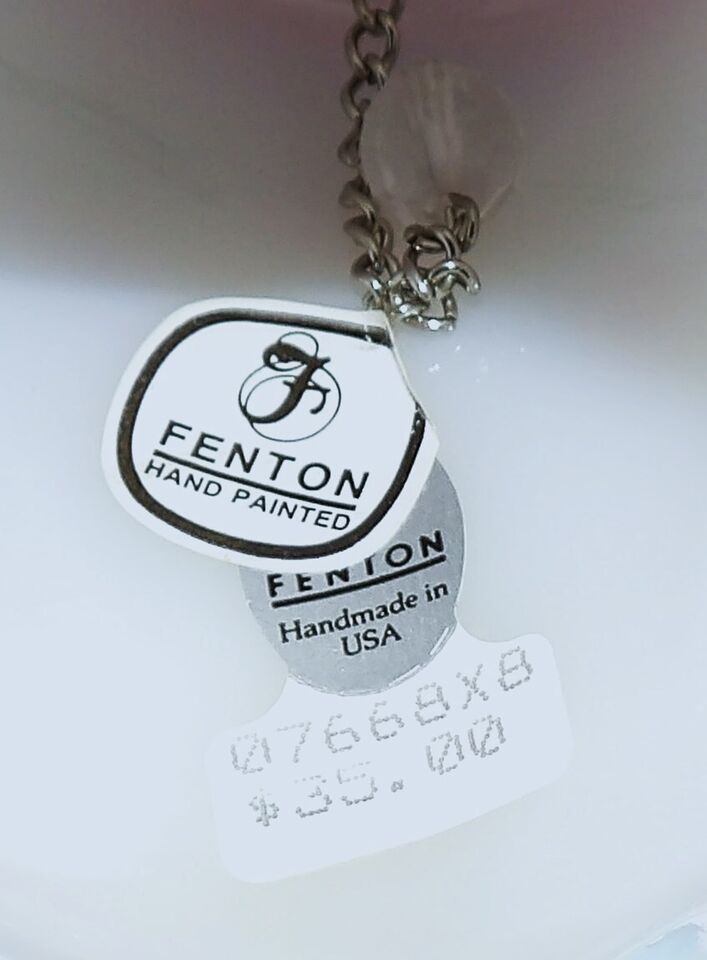 F
FENTON
HAND PAINTED
FENTON
Handmade in
USA
07668X8
$35.00